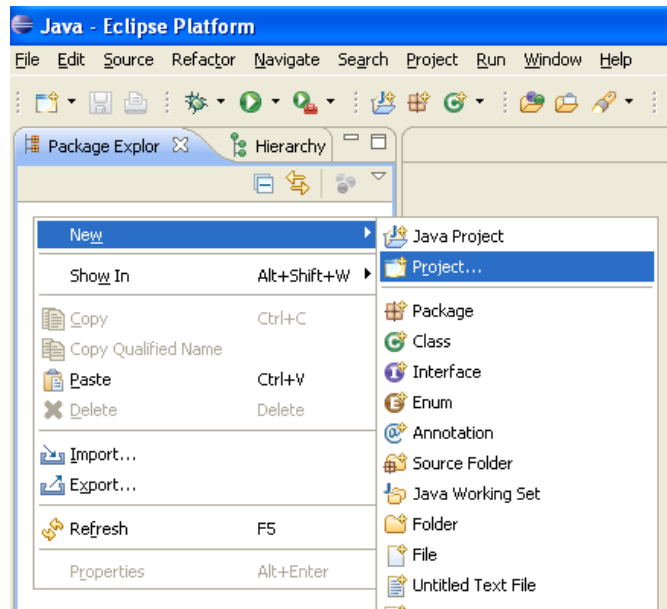 Java - Eclipse Platform
File Edit Source Refactor Navigate Search Project Run Window Help
Package Explor Hierarchy
New
Show In Alt+Shift+W
Copy Ctrl+C
Copy Qualified Name
Paste Ctrl+V
Delete Delete
Import...
Export...
Refresh F5
Properties Alt+Enter
Java Project
Project...
Package
Class
Interface
Enum
Annotation
Source Folder
Java Working Set
Folder
File
Untitled Text File